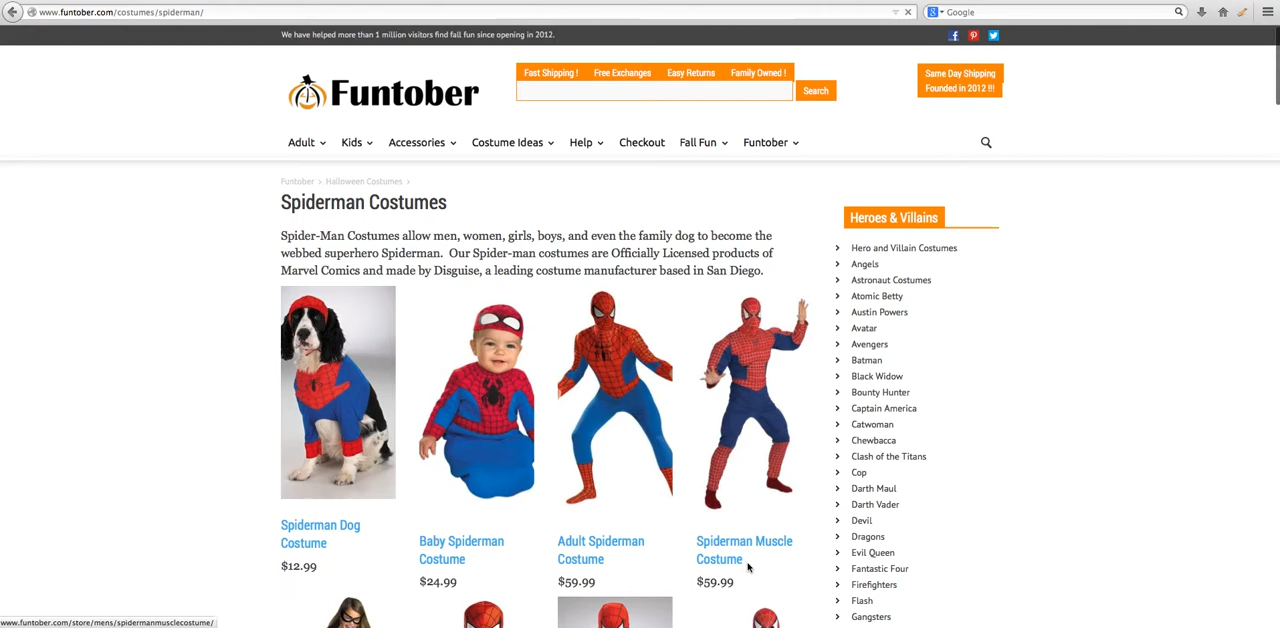 www.funtober.com/costumes/spiderman/
Google
We have helped more than 1 million visitors find fall fun since opening in 2012.
Funtober
Fast Shipping ! Free Exchanges Easy Returns Family Owned !
Search
Same Day Shipping
Founded in 2012 !!!
Adult Kids Accessories Costume Ideas Help Checkout Fall Fun Funtober
Funtober > Halloween Costumes >
Spiderman Costumes
Spider-Man Costumes allow men, women, girls, boys, and even the family dog to become the
webbed superhero Spiderman. Our Spider-man costumes are Officially Licensed products of
Marvel Comics and made by Disguise, a leading costume manufacturer based in San Diego.
Spiderman Dog
Costume
$12.99
Baby Spiderman
Costume
$24.99
Adult Spiderman
Costume
$59.99
Spiderman Muscle
Costume
$59.99
Heroes & Villains
Hero and Villain Costumes
Angels
Astronaut Costumes
Atomic Betty
Austin Powers
Avatar
Avengers
Batman
Black Widow
Bounty Hunter
Captain America
Catwoman
Chewbacca
Clash of the Titans
Cop
Darth Maul
Darth Vader
Devil
Dragons
Evil Queen
Fantastic Four
Firefighters
Flash
Gangsters
www.funtober.com/store/mens/spidermanmusclecostume/